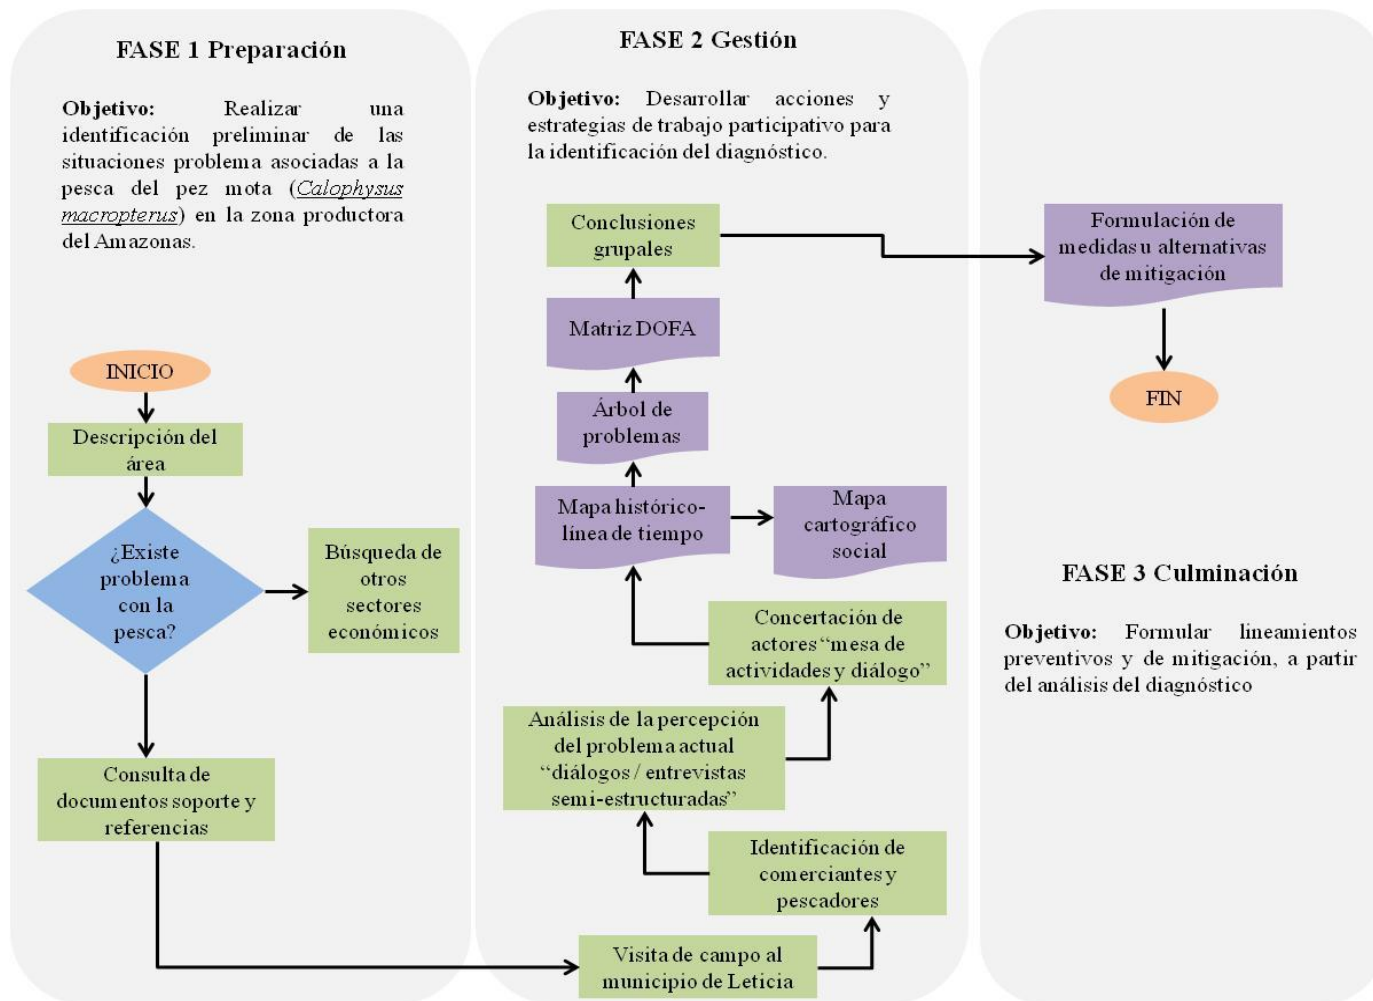 FASE 1 Preparación
Objetivo: Realizar una
identificación preliminar de las
situaciones problema asociadas a la
pesca del pez mota (Calophysus
macropterus) en la zona productora
del Amazonas.
INICIO
Descripción del
área
¿Existe
problema
con la
pesca?
Búsqueda de
otros
sectores
económicos
Consulta de
documentos soporte y
referencias
FASE 2 Gestión
Objetivo: Desarrollar acciones y
estrategias de trabajo participativo para
la identificación del diagnóstico.
Conclusiones
grupales
Matriz DOFA
Árbol de
problemas
Mapa histórico-
línea de tiempo
Mapa
cartográfico
social
Concertación de
actores “mesa de
actividades y diálogo”
Análisis de la percepción
del problema actual
“diálogos / entrevistas
semi-estructuradas”
Identificación de
comerciantes y
pescadores
Visita de campo al
municipio de Leticia
Formulación de
medidas u alternativas
de mitigación
FIN
FASE 3 Culminación
Objetivo: Formular lineamientos
preventivos y de mitigación, a partir
del análisis del diagnóstico